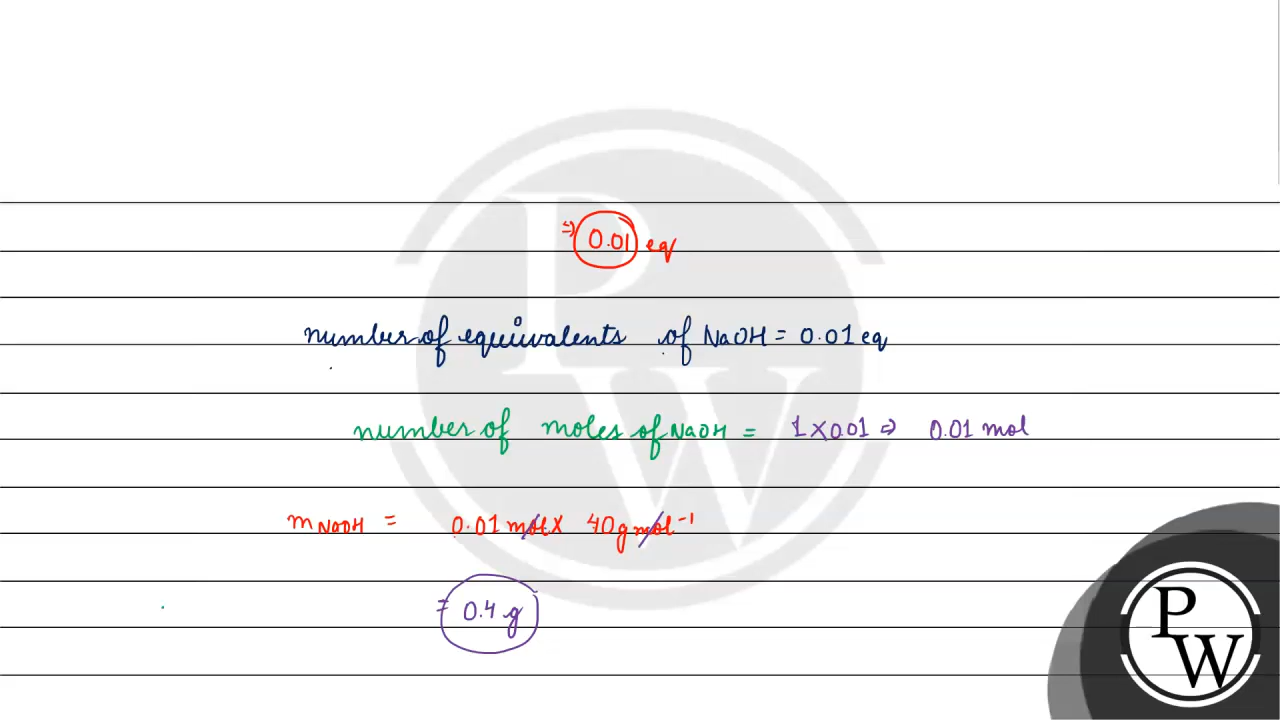 ⇒ 0.01 eq
number of equivalents of NaOH = 0.01 eq
number of moles of NaOH = 1 × 0.01 ⇒ 0.01 mol
m NaOH = 0.01 mol × 40 g mol⁻¹
= 0.4 g
P
W
P
W